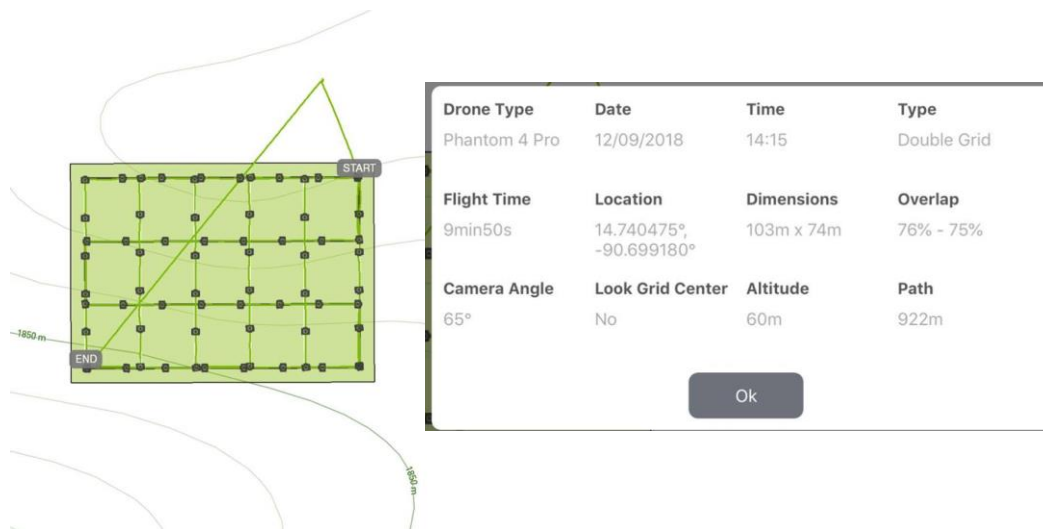 START
1850 m
END
1850 m
Drone Type Date Time Type
Phantom 4 Pro 12/09/2018 14:15 Double Grid
Flight Time Location Dimensions Overlap
9min50s 14.740475°, 103m x 74m 76% - 75%
-90.699180°
Camera Angle Look Grid Center Altitude Path
65° No 60m 922m
Ok